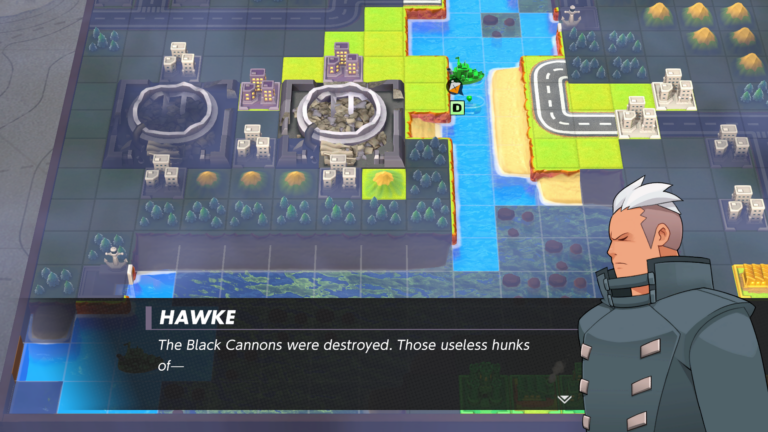 D
HAWKE
The Black Cannons were destroyed. Those useless hunks
of—